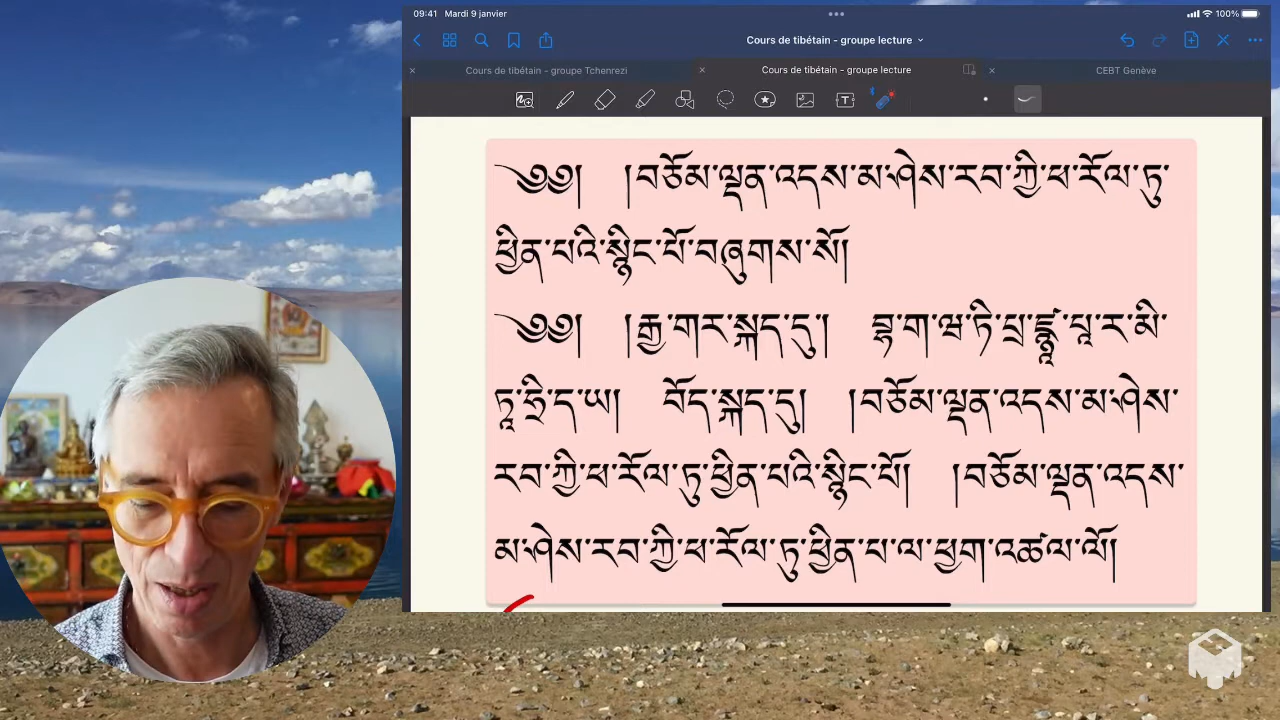 09:41 Mardi 9 janvier
100%
Cours de tibétain - groupe lecture
Cours de tibétain - groupe Tchenrezi
Cours de tibétain - groupe lecture
CEBT Genève
༄༅། །བཅོམ་ལྡན་འདས་མ་ཤེས་རབ་ཀྱི་ཕ་རོལ་ཏུ་
ཕྱིན་པའི་སྙིང་པོ་བཞུགས་སོ།
༄༅། །རྒྱ་གར་སྐད་དུ། བྷ་ག་ཝ་ཏི་པྲ་ཛྙཱ་པཱ་ར་མི་
ཏཱ་ཧྲི་ད་ཡ། བོད་སྐད་དུ། །བཅོམ་ལྡན་འདས་མ་ཤེས་
རབ་ཀྱི་ཕ་རོལ་ཏུ་ཕྱིན་པའི་སྙིང་པོ། །བཅོམ་ལྡན་འདས་
མ་ཤེས་རབ་ཀྱི་ཕ་རོལ་ཏུ་ཕྱིན་པ་ལ་ཕྱག་འཚལ་ལོ།